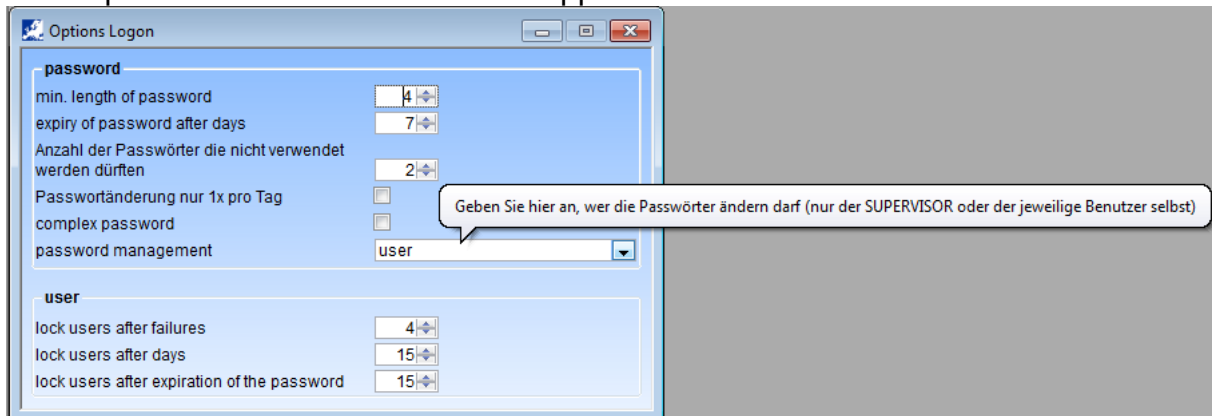 Options Logon
password
min. length of password 4
expiry of password after days 7
Anzahl der Passwörter die nicht verwendet
werden dürften 2
Passwortänderung nur 1x pro Tag
Geben Sie hier an, wer die Passwörter ändern darf (nur der SUPERVISOR oder der jeweilige Benutzer selbst)
complex password
password management user
user
lock users after failures 4
lock users after days 15
lock users after expiration of the password 15